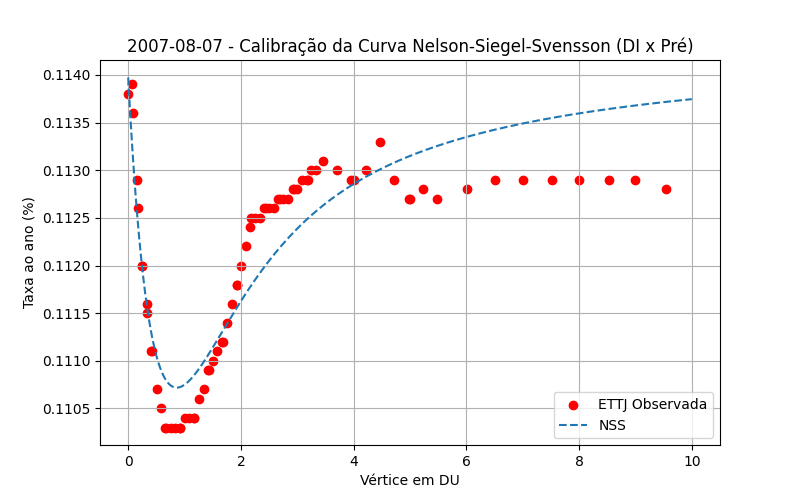 2007-08-07 - Calibração da Curva Nelson-Siegel-Svensson (DI x Pré)
Taxa ao ano (%)
0.1140
0.1135
0.1130
0.1125
0.1120
0.1115
0.1110
0.1105
ETTJ Observada
NSS
0 2 4 6 8 10
Vértice em DU